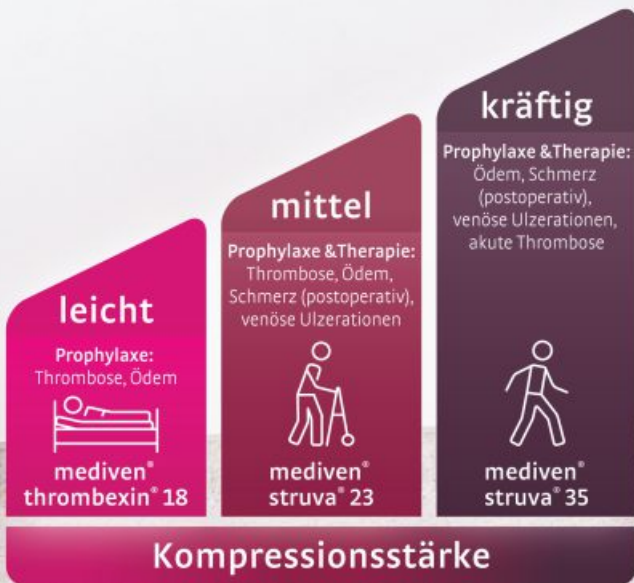 leicht
Prophylaxe:
Thrombose, Ödem
mediven®
thrombexin® 18
mittel
Prophylaxe &Therapie:
Thrombose, Ödem,
Schmerz (postoperativ),
venöse Ulzerationen
mediven®
struva® 23
kräftig
Prophylaxe &Therapie:
Ödem, Schmerz
(postoperativ),
venöse Ulzerationen,
akute Thrombose
mediven®
struva® 35
Kompressionsstärke